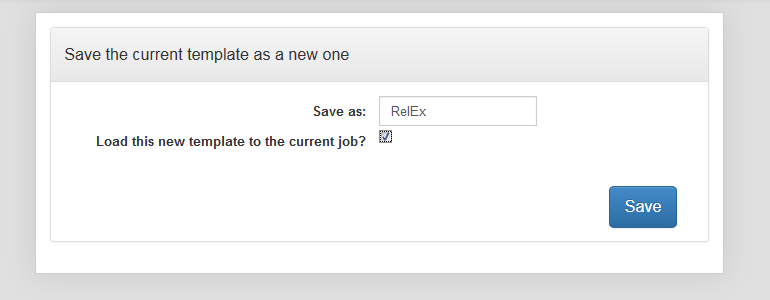 Save the current template as a new one
Save as: RelEx
Load this new template to the current job?
Save